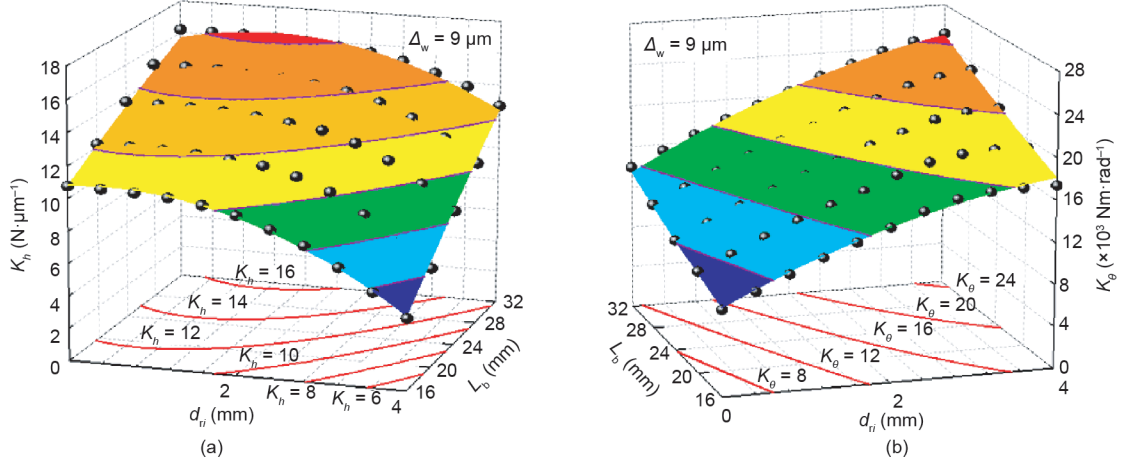 Δw = 9 μm
18
16
14
12
10
8
6
4
2
0
Kh (N·μm⁻¹)
Kh = 16
Kh = 14
Kh = 12
Kh = 10
Kh = 8
Kh = 6
2
4
dri (mm)
16
20
24
28
32
Lb (mm)
(a)
Δw = 9 μm
28
24
20
16
12
8
4
0
Kθ (×10³ Nm·rad⁻¹)
Kθ = 24
Kθ = 20
Kθ = 16
Kθ = 12
Kθ = 8
32
28
24
20
16
Lδ (mm)
0
2
4
dri (mm)
(b)